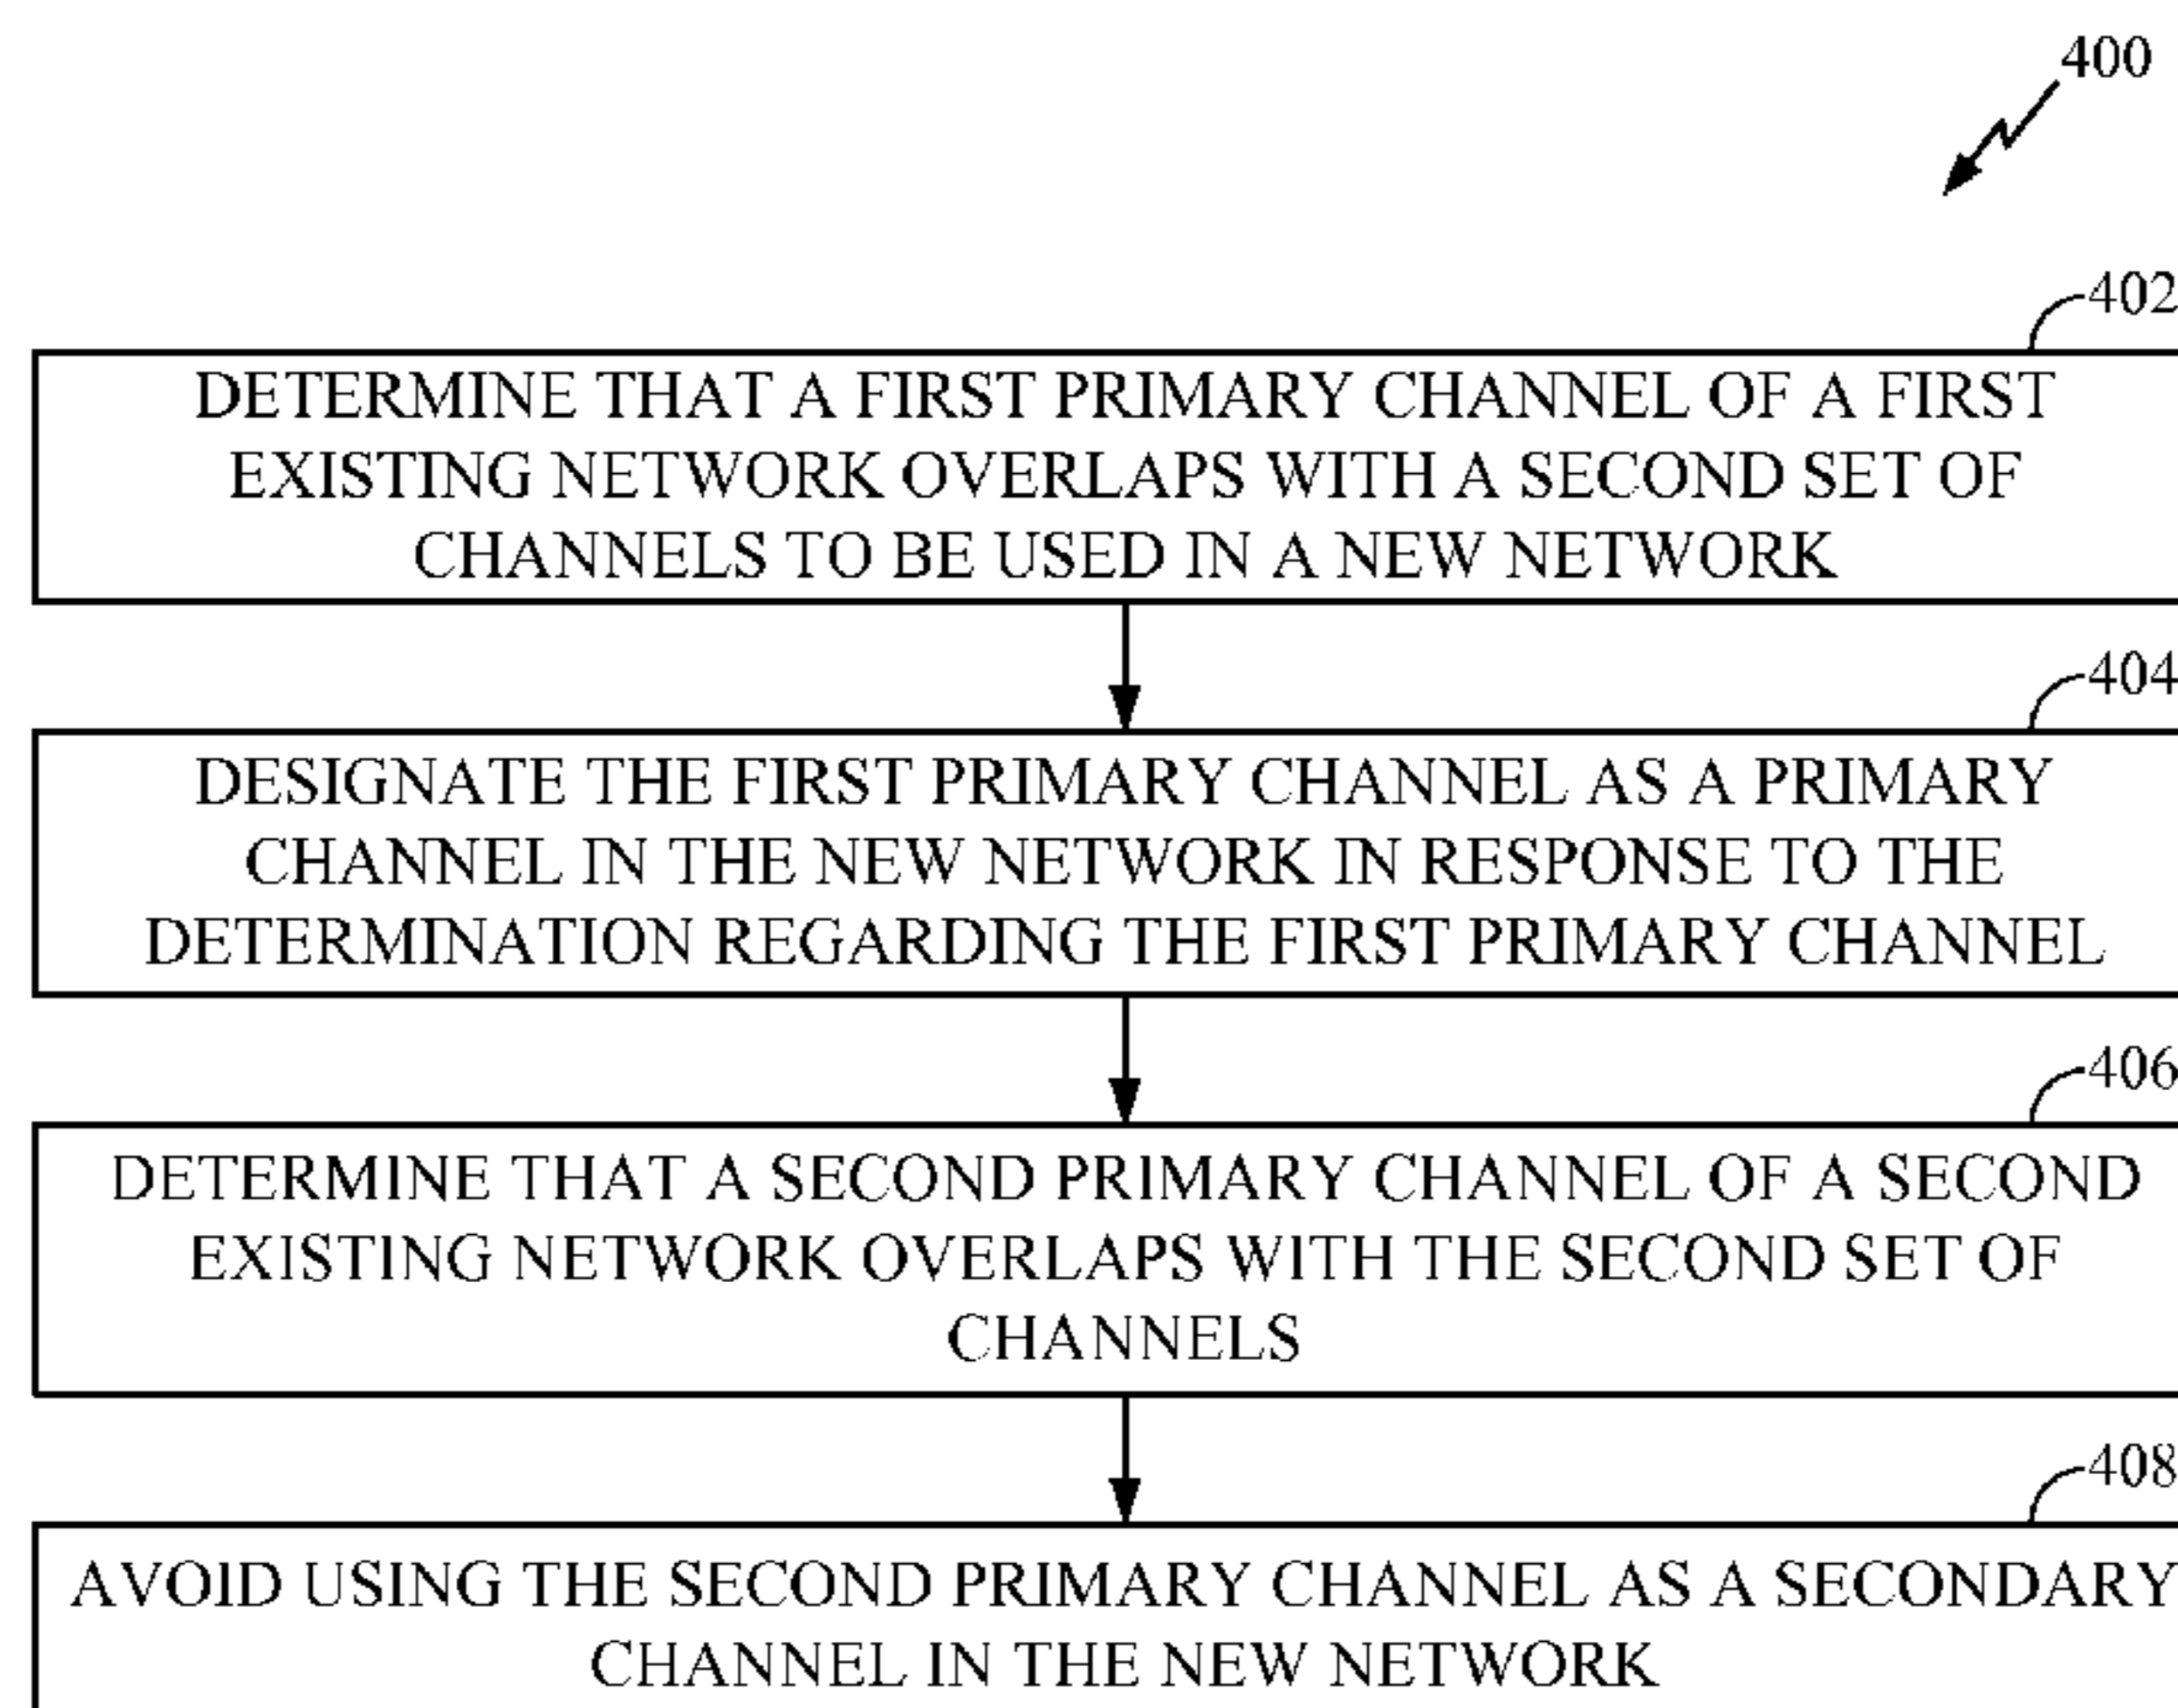 400
402
DETERMINE THAT A FIRST PRIMARY CHANNEL OF A FIRST
EXISTING NETWORK OVERLAPS WITH A SECOND SET OF
CHANNELS TO BE USED IN A NEW NETWORK
404
DESIGNATE THE FIRST PRIMARY CHANNEL AS A PRIMARY
CHANNEL IN THE NEW NETWORK IN RESPONSE TO THE
DETERMINATION REGARDING THE FIRST PRIMARY CHANNEL
406
DETERMINE THAT A SECOND PRIMARY CHANNEL OF A SECOND
EXISTING NETWORK OVERLAPS WITH THE SECOND SET OF
CHANNELS
408
AVOID USING THE SECOND PRIMARY CHANNEL AS A SECONDARY
CHANNEL IN THE NEW NETWORK